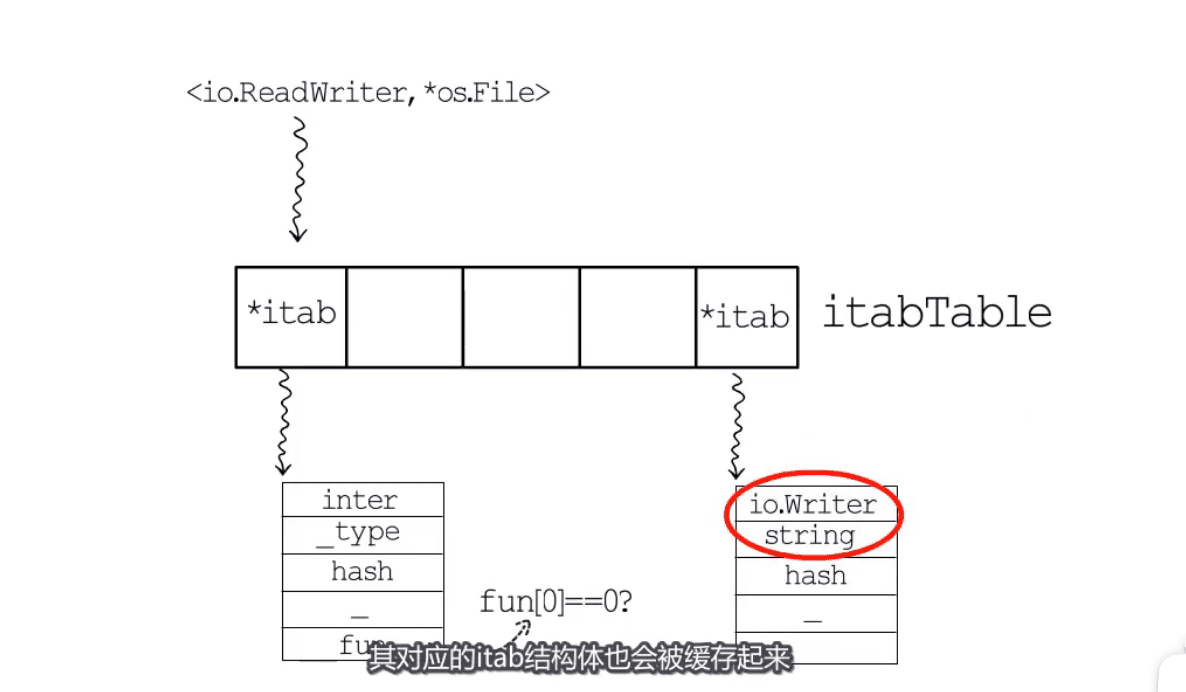 <io.ReadWriter,*os.File>
*itab
*itab
itabTable
inter
_type
hash
_
io.Writer
string
hash
_
fun[0]==0?
其对应的itab结构体也会被缓存起来